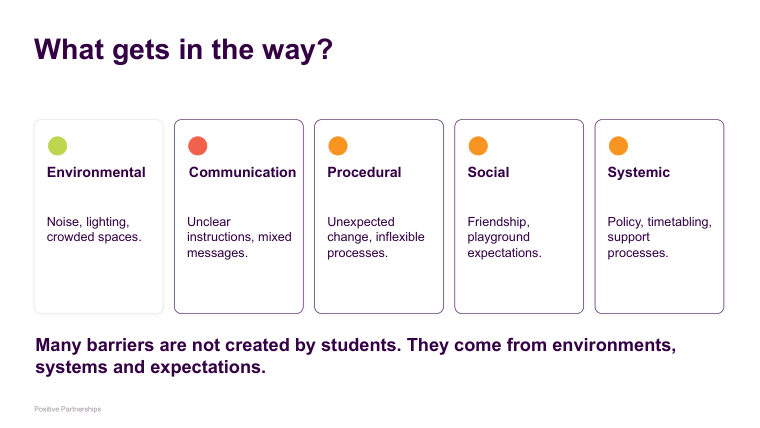 What gets in the way?
Environmental
Noise, lighting,
crowded spaces.
Communication
Unclear
instructions, mixed
messages.
Procedural
Unexpected
change, inflexible
processes.
Social
Friendship,
playground
expectations.
Systemic
Policy, timetabling,
support
processes.
Many barriers are not created by students. They come from environments,
systems and expectations.
Positive Partnerships